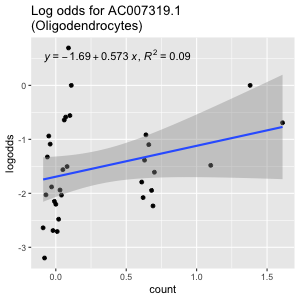 Log odds for AC007319.1
(Oligodendrocytes)
y = −1.69 + 0.573 x, R² = 0.09
0
-1
-2
-3
logodds
0.0 0.5 1.0 1.5
count